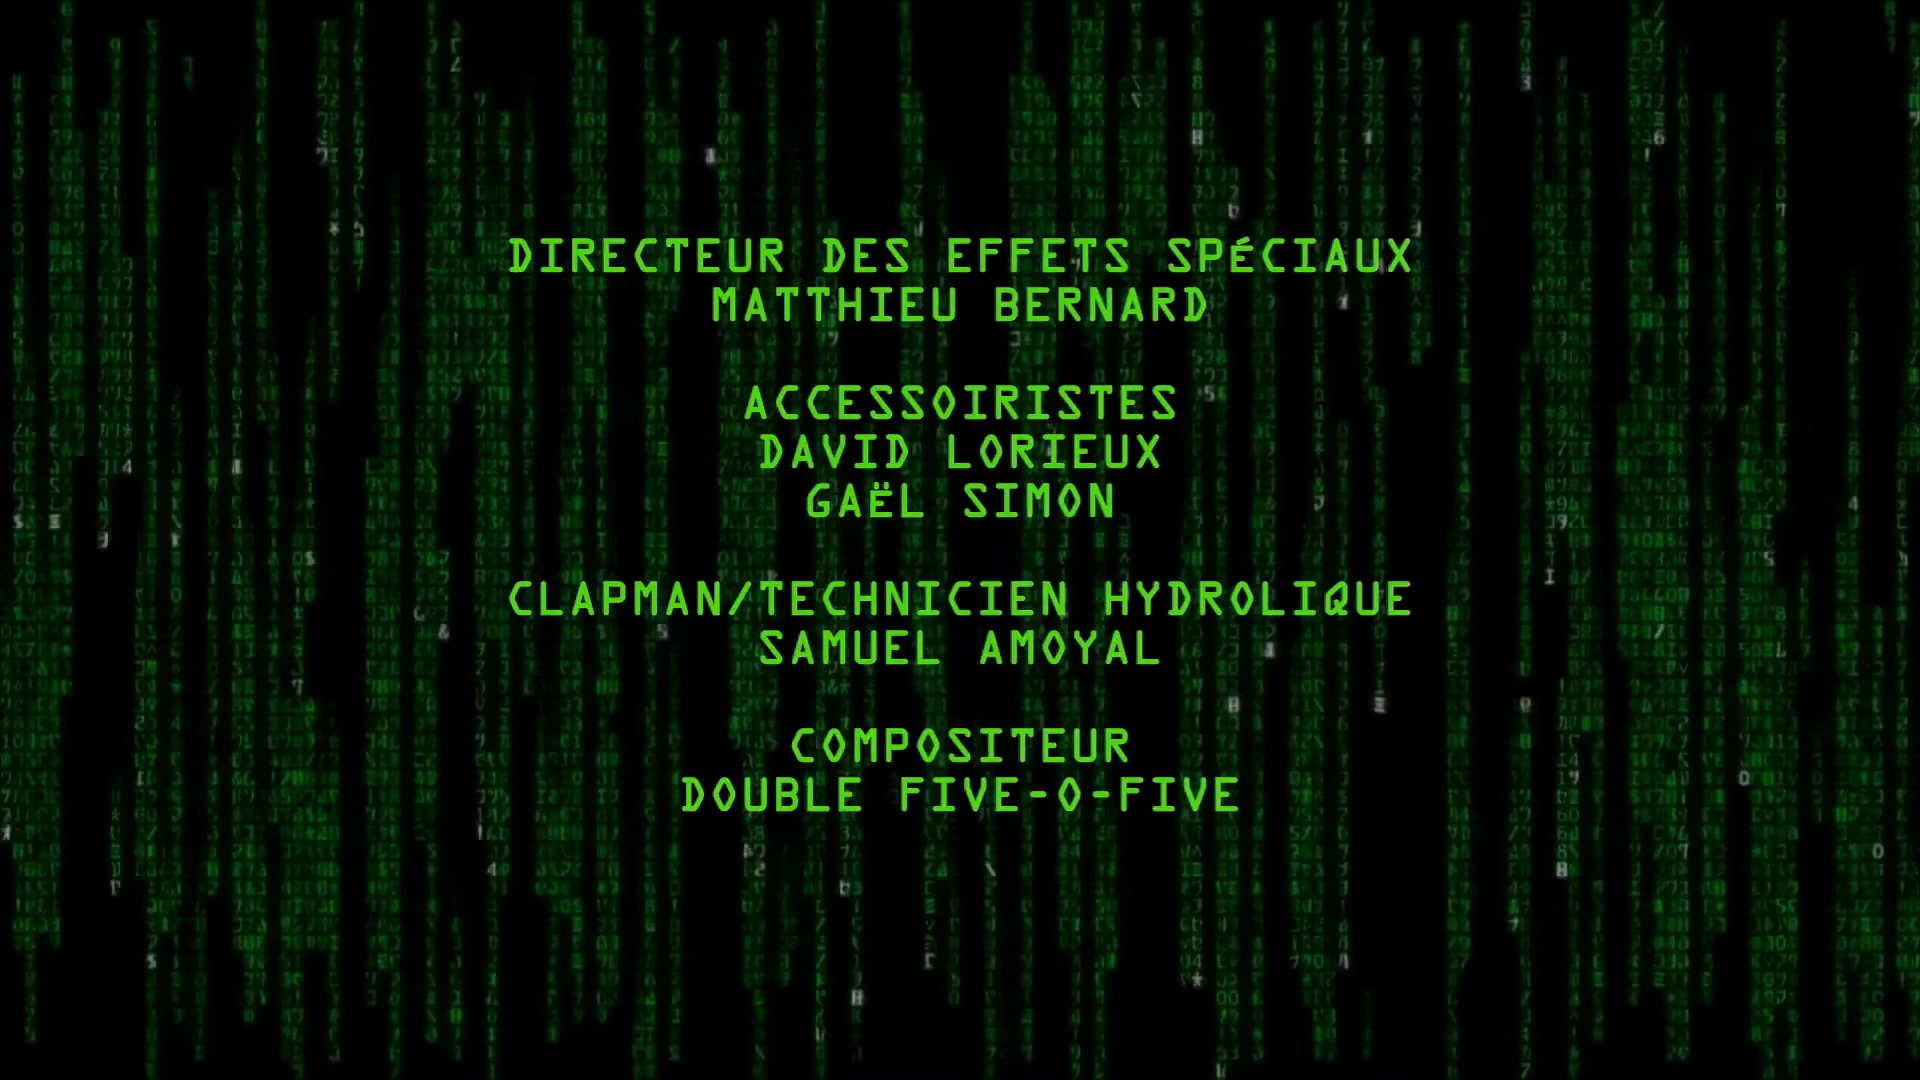 DIRECTEUR DES EFFETS SPéCIAUX
MATTHIEU BERNARD
ACCESSOIRISTES
DAVID LORIEUX
GAËL SIMON
CLAPMAN/TECHNICIEN HYDROLIQUE
SAMUEL AMOYAL
COMPOSITEUR
DOUBLE FIVE-O-FIVE